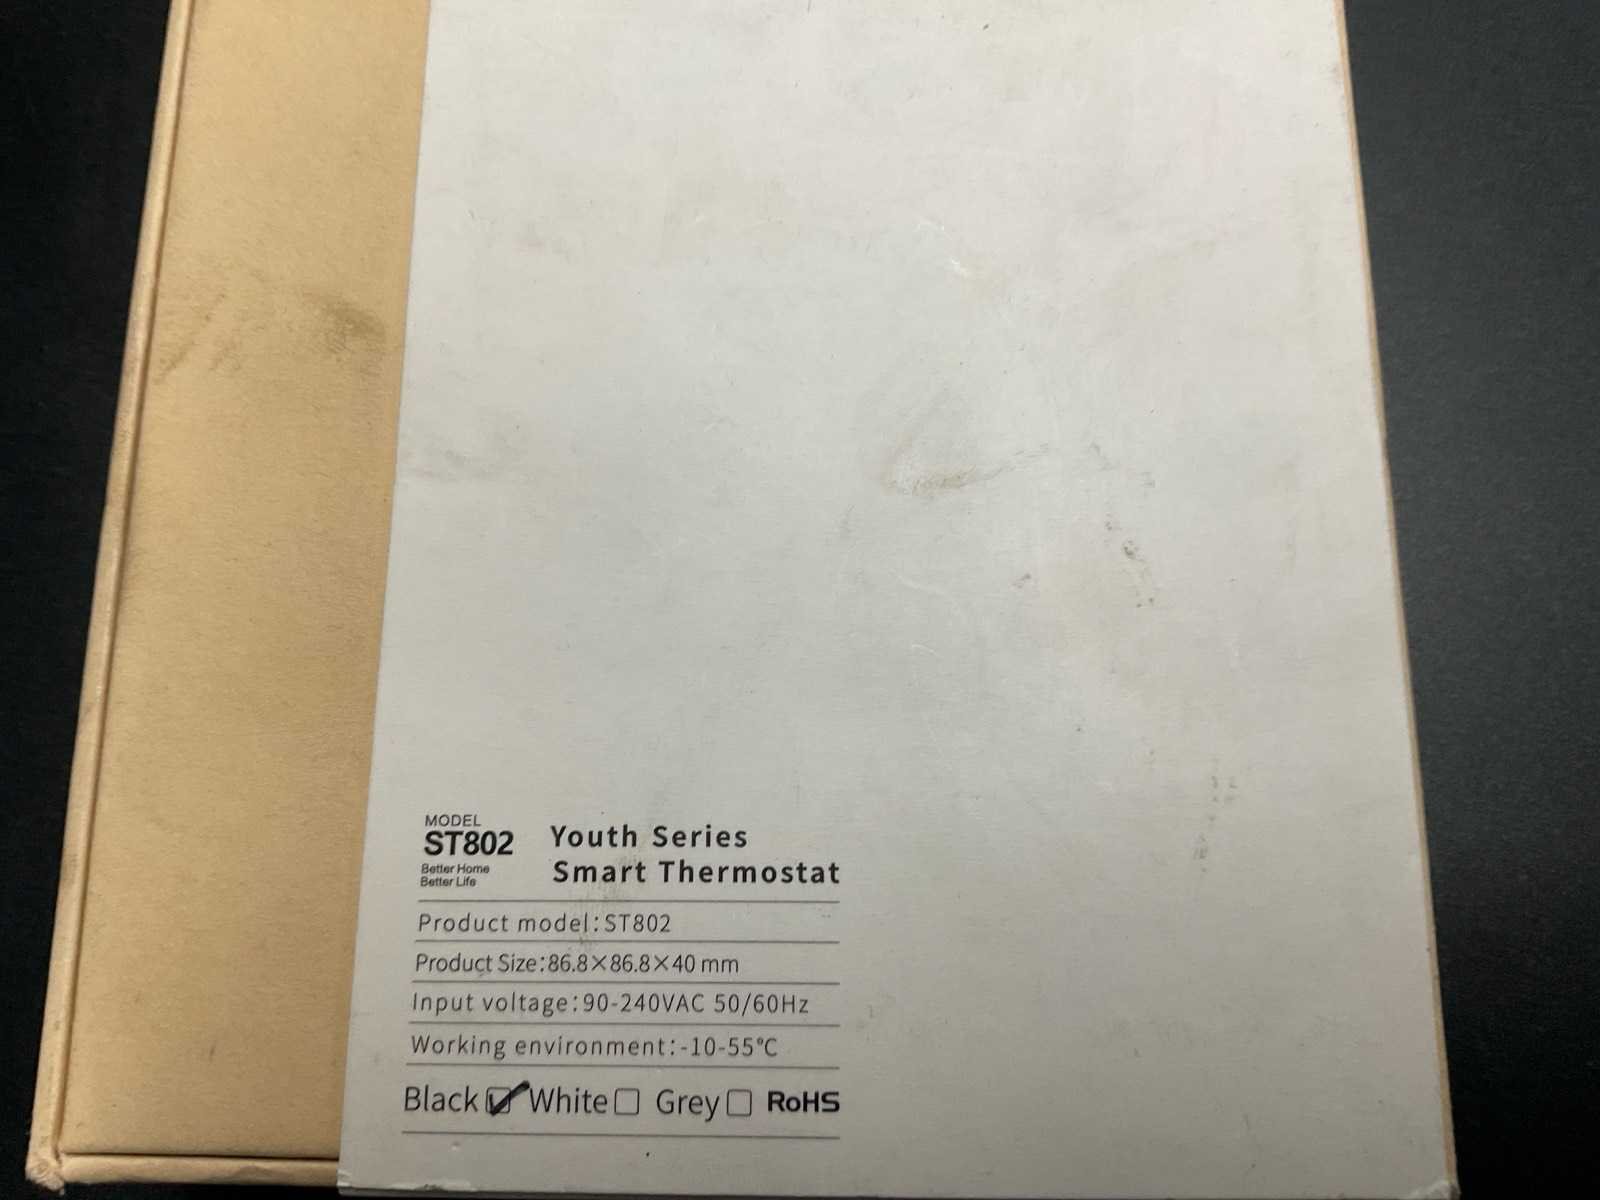 MODEL
ST802
Better Home
Better Life
Youth Series
Smart Thermostat
Product model:ST802
Product Size:86.8×86.8×40 mm
Input voltage:90-240VAC 50/60Hz
Working environment:-10-55℃
Black☑ White☐ Grey☐ RoHS